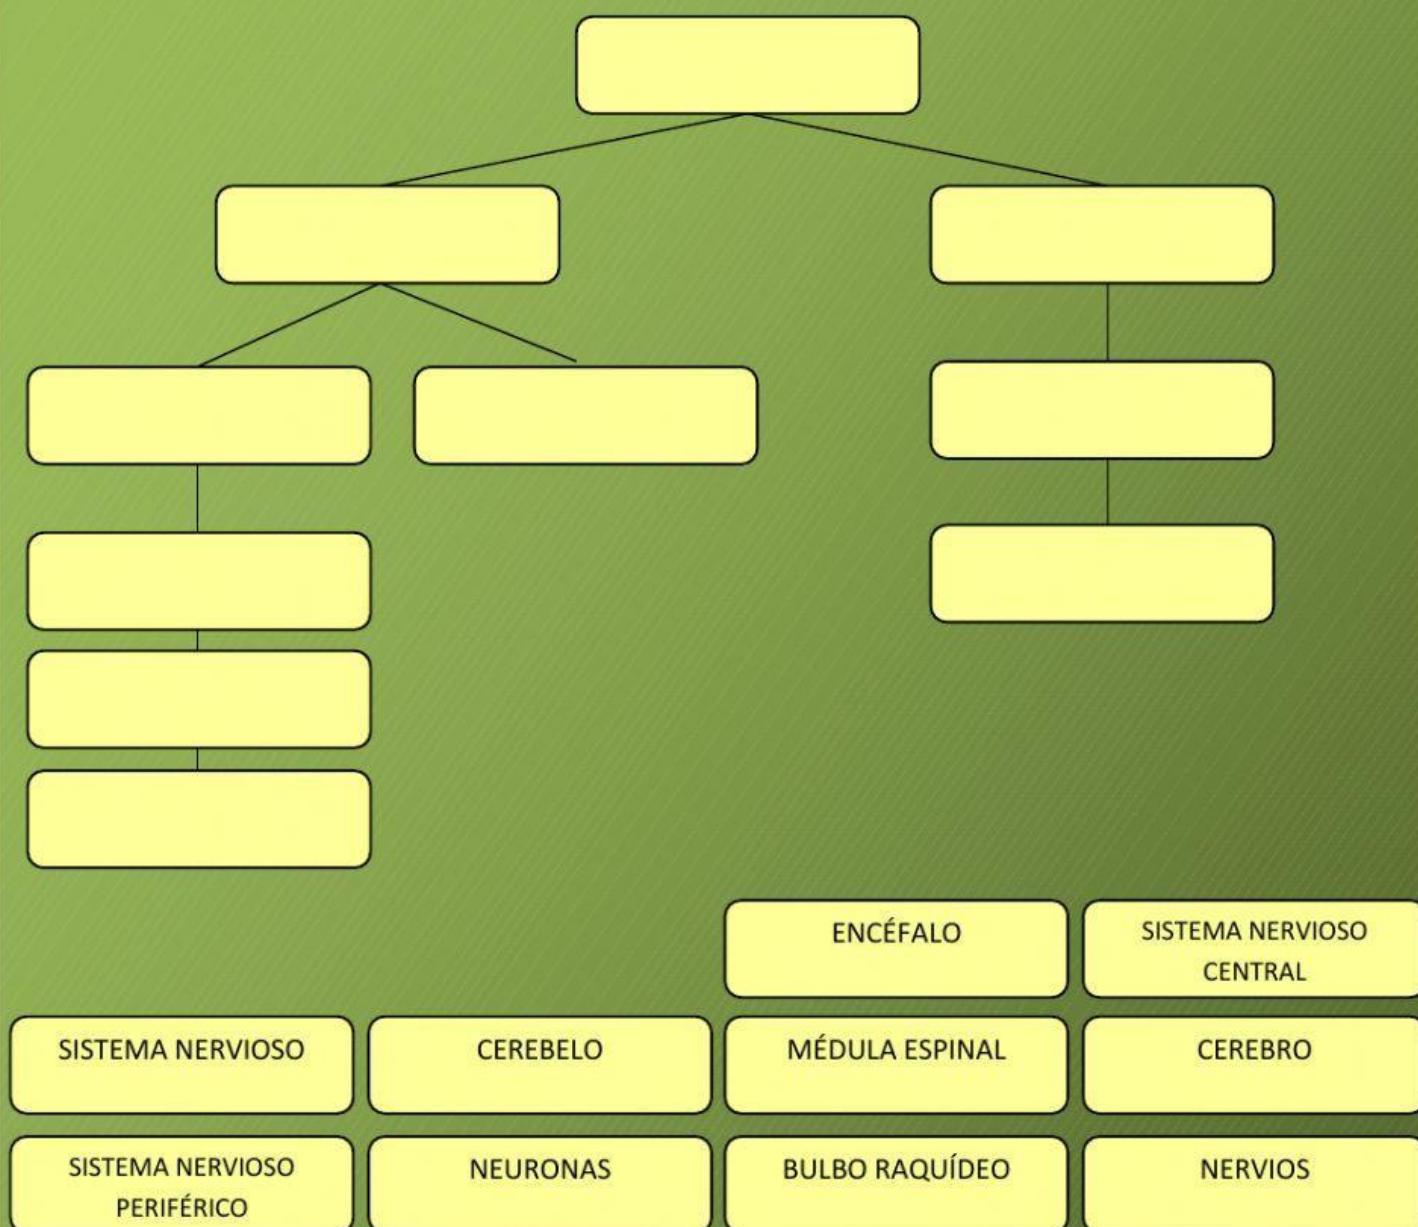 ENCÉFALO
SISTEMA NERVIOSO
CENTRAL
SISTEMA NERVIOSO
CEREBELO
MÉDULA ESPINAL
CEREBRO
SISTEMA NERVIOSO
PERIFÉRICO
NEURONAS
BULBO RAQUÍDEO
NERVIOS